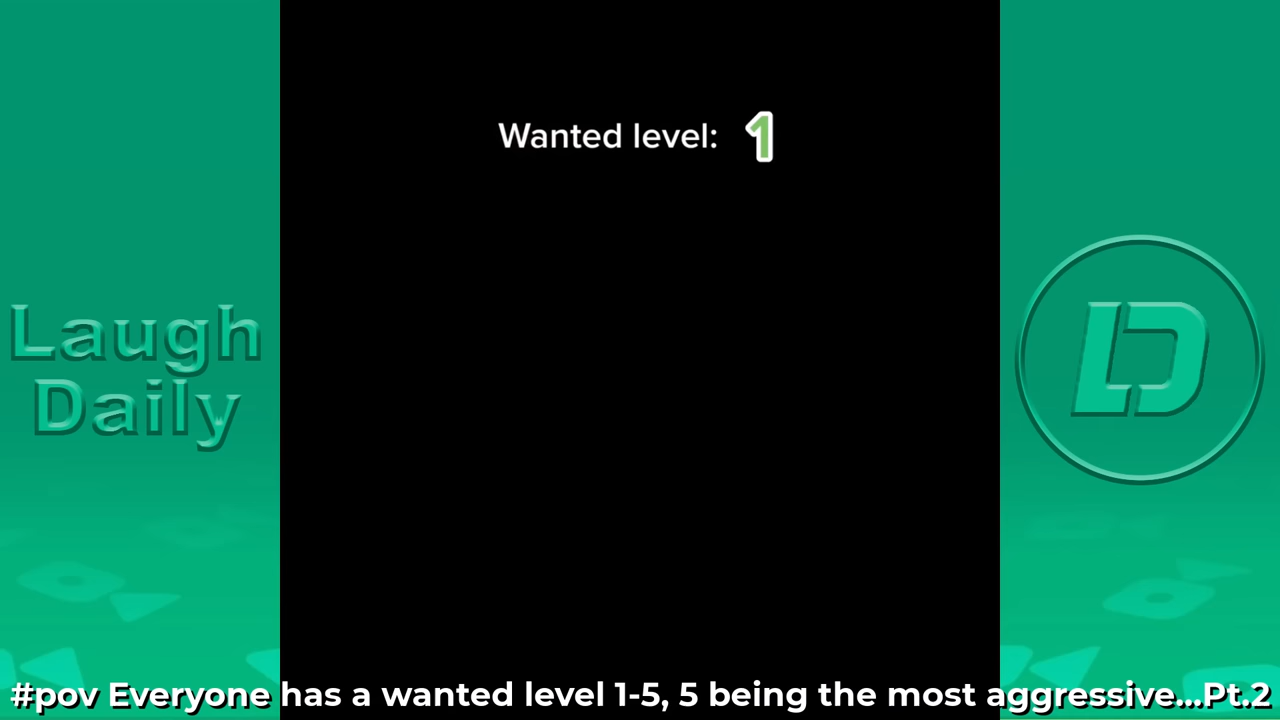 Wanted level: 1
Laugh
Daily
LD
#pov Everyone has a wanted level 1-5, 5 being the most aggressive...Pt.2